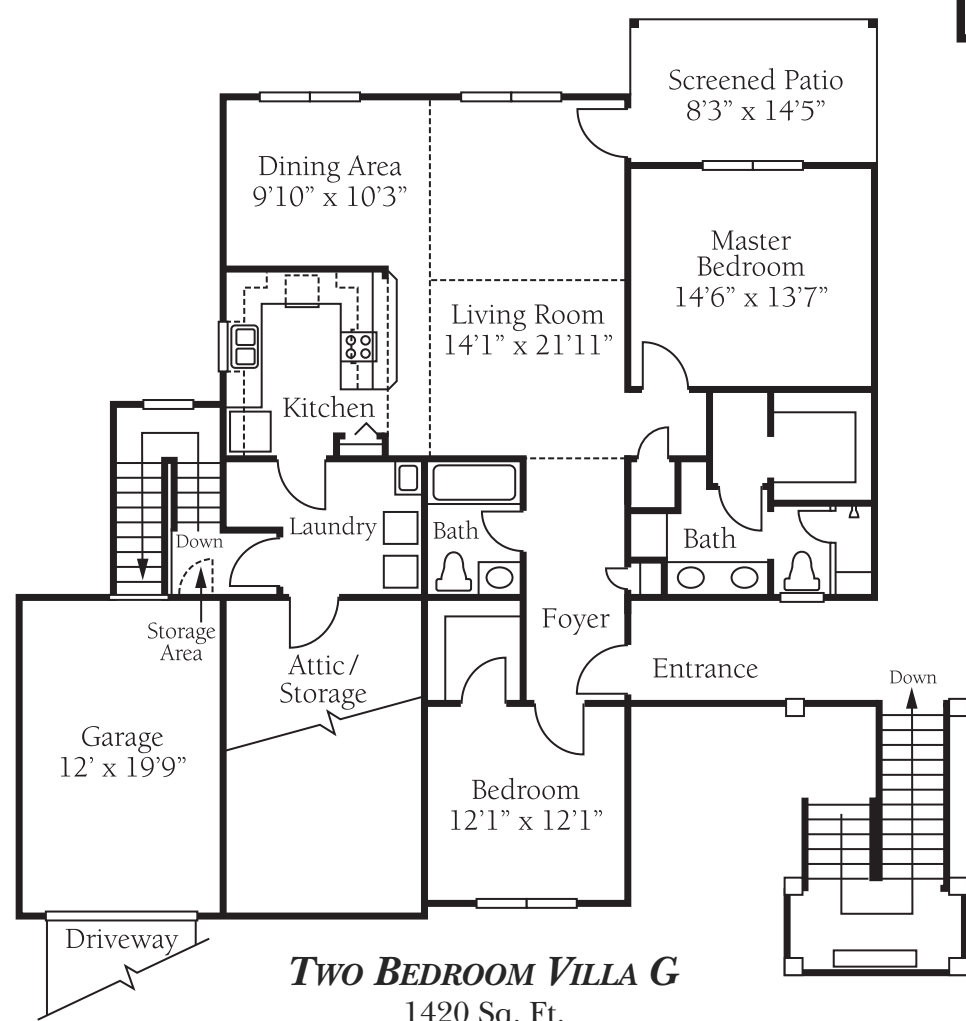 Screened Patio
8'3” x 14'5”
Dining Area
9'10” x 10'3”
Master
Bedroom
14'6” x 13'7”
Living Room
14'1” x 21'11”
Kitchen
Laundry
Bath
Bath
Down
Storage
Area
Foyer
Attic/
Storage
Entrance
Down
Garage
12' x 19'9”
Bedroom
12'1” x 12'1”
Driveway
TWO BEDROOM VILLA G
1420 Sq. Ft.